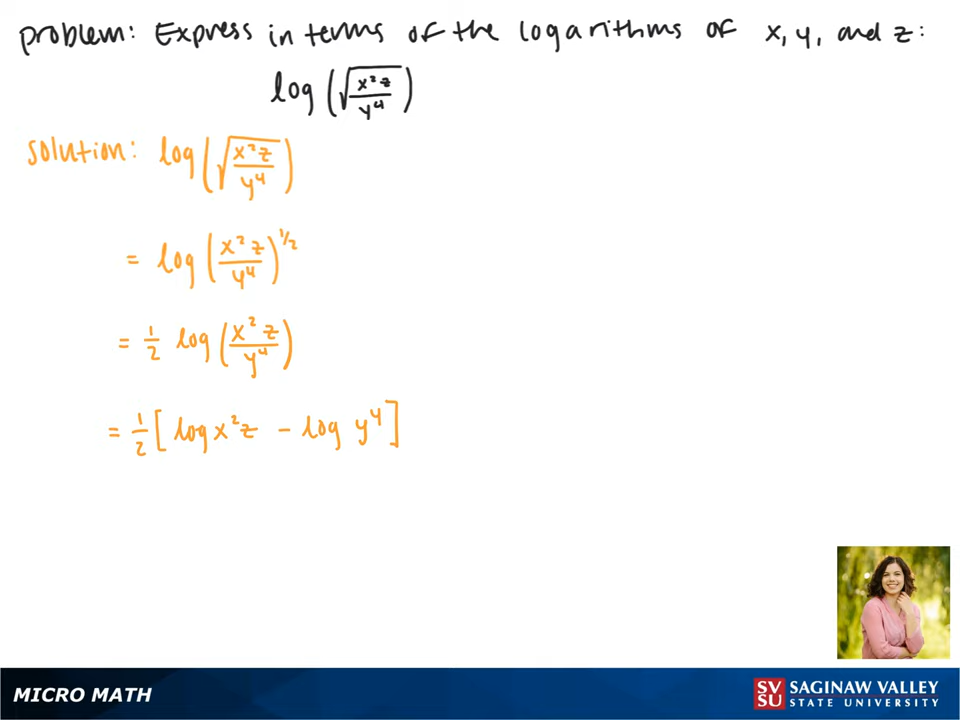 problem: Express in terms of the logarithms of x, y, and z:
log(√(x²z/y⁴))
solution: log(√(x²z/y⁴))
= log(x²z/y⁴)^(1/2)
= 1/2 log(x²z/y⁴)
= 1/2 [log x²z − log y⁴]
MICRO MATH
SVSU SAGINAW VALLEY
STATE UNIVERSITY